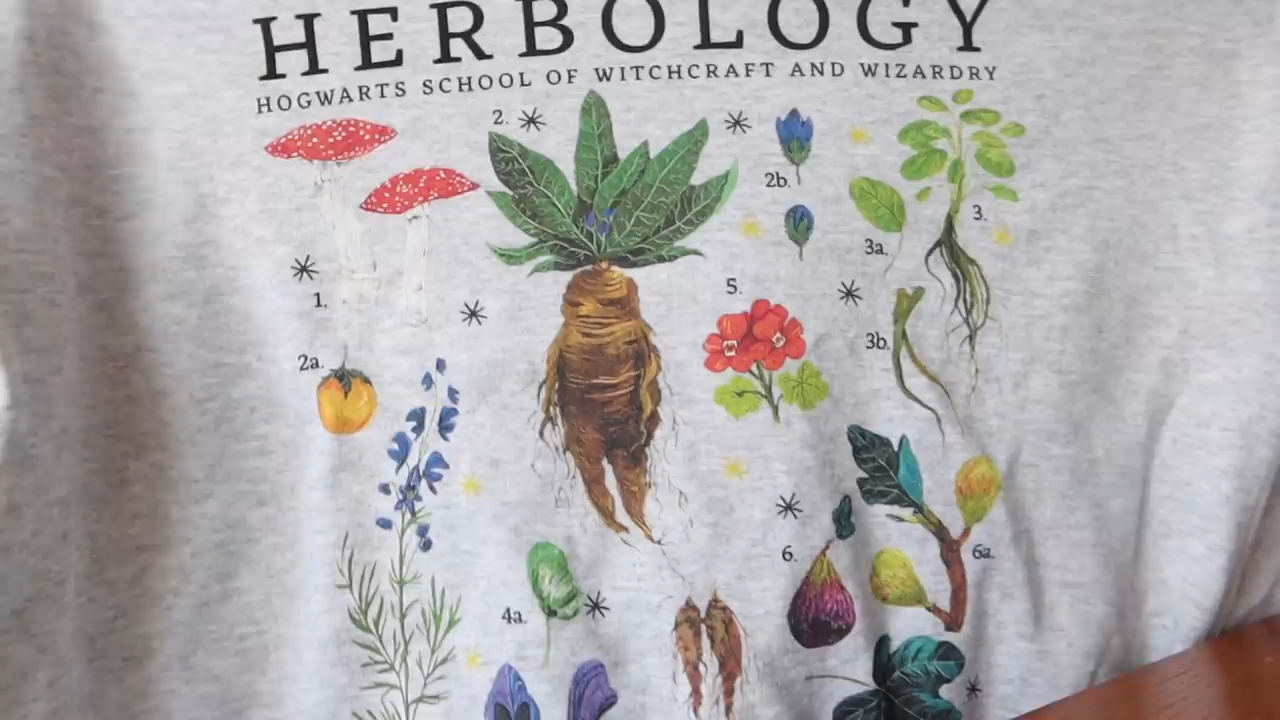 HERBOLOGY
HOGWARTS SCHOOL OF WITCHCRAFT AND WIZARDRY
2.
2b.
3.
3a.
1.
5.
3b.
2a.
6.
6a.
4a.